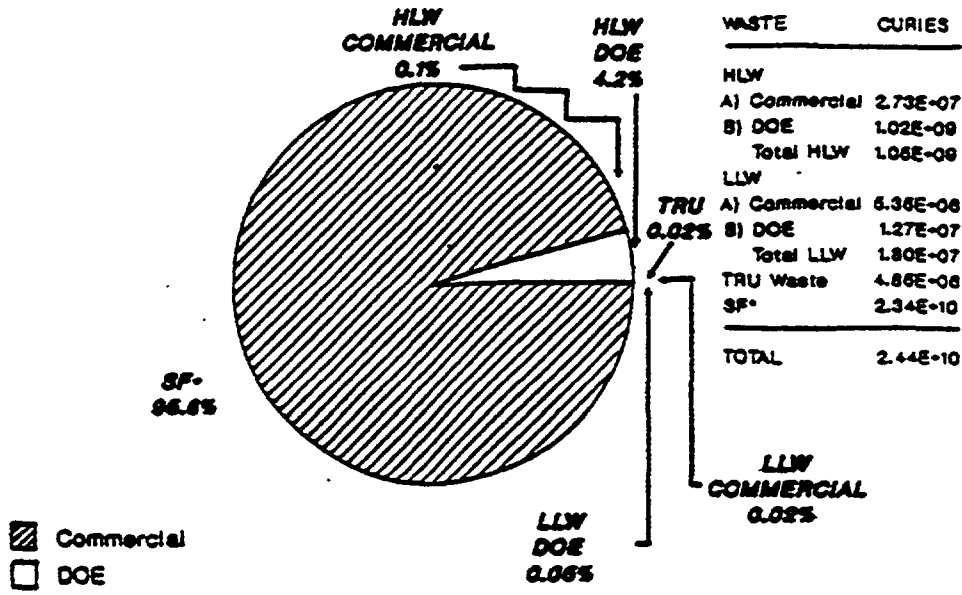 HLW
COMMERCIAL
0.1%
HLW
DOE
4.2%
TRU
0.02%
SF*
95.6%
LLW
DOE
0.05%
LLW
COMMERCIAL
0.02%
Commercial
DOE
WASTE CURIES
HLW
A) Commercial 2.73E+07
B) DOE 1.02E+09
Total HLW 1.05E+09
LLW
A) Commercial 5.35E+06
B) DOE 1.27E+07
Total LLW 1.80E+07
TRU Waste 4.85E+06
SF* 2.34E+10
TOTAL 2.44E+10